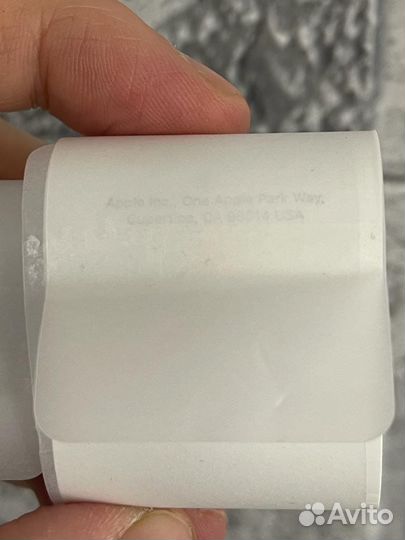 Apple Inc., One Apple Park Way,
Cupertino, CA 95014 USA
Avito